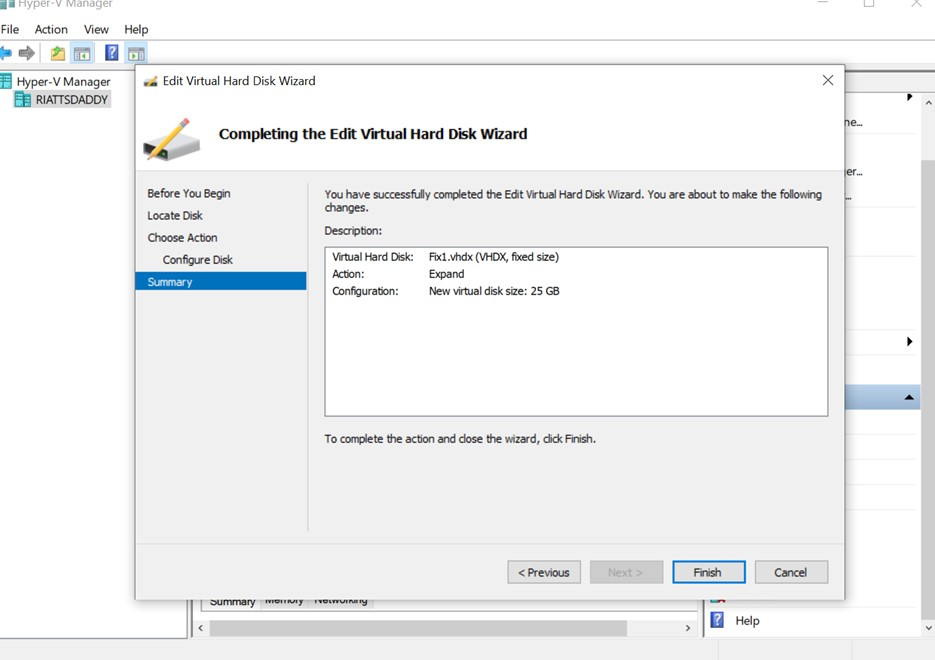 Hyper-V Manager
File Action View Help
Hyper-V Manager
RIATTSDADDY
Edit Virtual Hard Disk Wizard
Completing the Edit Virtual Hard Disk Wizard
Before You Begin
Locate Disk
Choose Action
Configure Disk
Summary
You have successfully completed the Edit Virtual Hard Disk Wizard. You are about to make the following
changes.
Description:
Virtual Hard Disk: Fix1.vhdx (VHDX, fixed size)
Action: Expand
Configuration: New virtual disk size: 25 GB
To complete the action and close the wizard, click Finish.
< Previous Next > Finish Cancel
Summary Memory Networking
Help